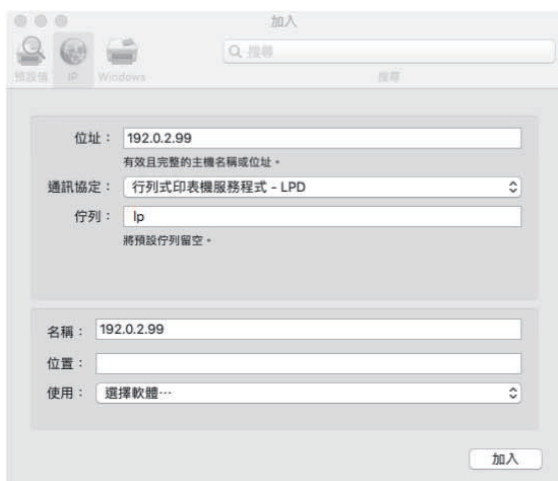 加入
搜尋
預設值 IP Windows 搜尋
位址： 192.0.2.99
有效且完整的主機名稱或位址。
通訊協定： 行列式印表機服務程式 - LPD
佇列： lp
將預設佇列留空。
名稱： 192.0.2.99
位置：
使用： 選擇軟體⋯
加入